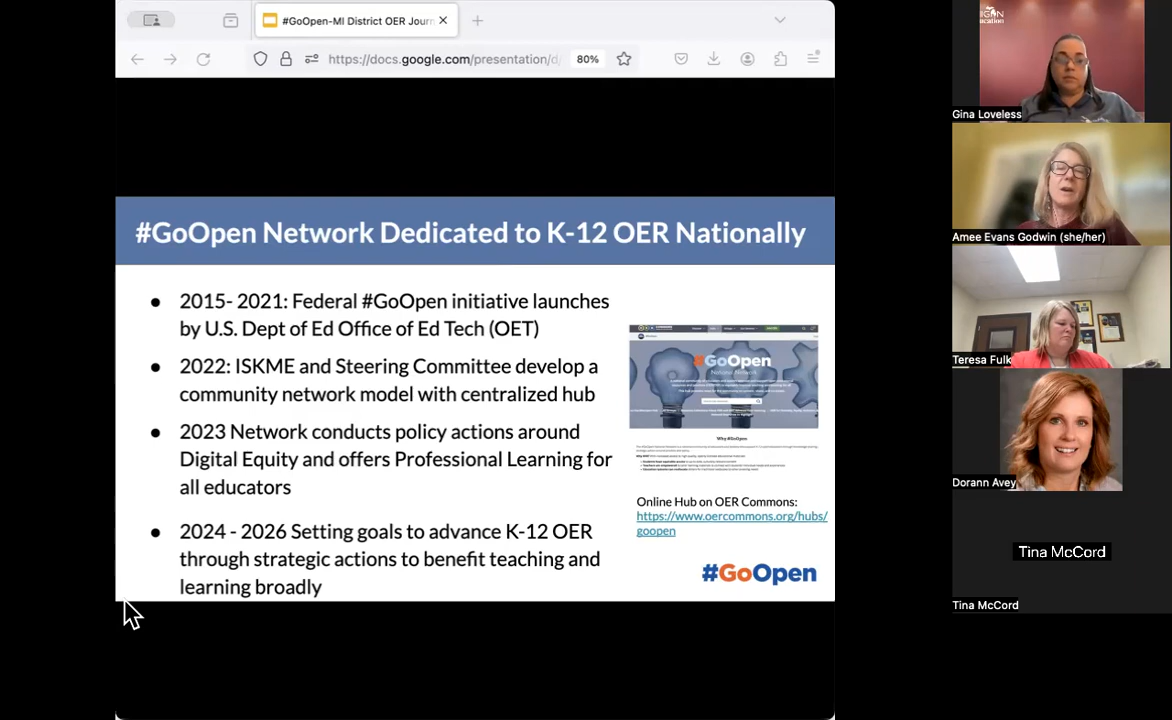 #GoOpen-MI District OER Journ
https://docs.google.com/presentation/d/
80%
#GoOpen Network Dedicated to K-12 OER Nationally
● 2015- 2021: Federal #GoOpen initiative launches
by U.S. Dept of Ed Office of Ed Tech (OET)
● 2022: ISKME and Steering Committee develop a
community network model with centralized hub
● 2023 Network conducts policy actions around
Digital Equity and offers Professional Learning for
all educators
● 2024 - 2026 Setting goals to advance K-12 OER
through strategic actions to benefit teaching and
learning broadly
#GoOpen
National Network
Why #GoOpen
Online Hub on OER Commons:
https://www.oercommons.org/hubs/
goopen
#GoOpen
Gina Loveless
Amee Evans Godwin (she/her)
Teresa Fulk
Dorann Avey
Tina McCord
Tina McCord